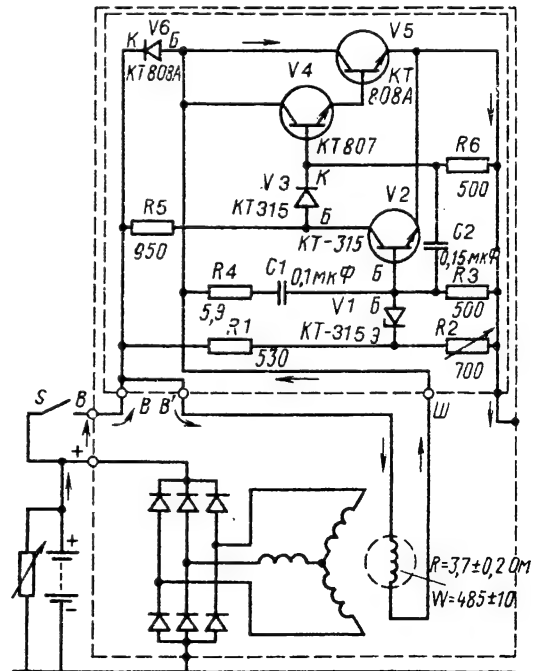 V6
К Б
КТ808А
V5
КТ
808А
V4
КТ807
R6
500
V3 К
КТ315
Б
V2
КТ-315
R5
950
C2
0,15мкФ
R4
5,9
C1
0,1мкФ
Б
R3
500
V1 Б
КТ-315 Э
R1
530
R2
700
S
В
В
В'
Ш
+
+
-
R=3,7±0,2 Ом
W=485±10